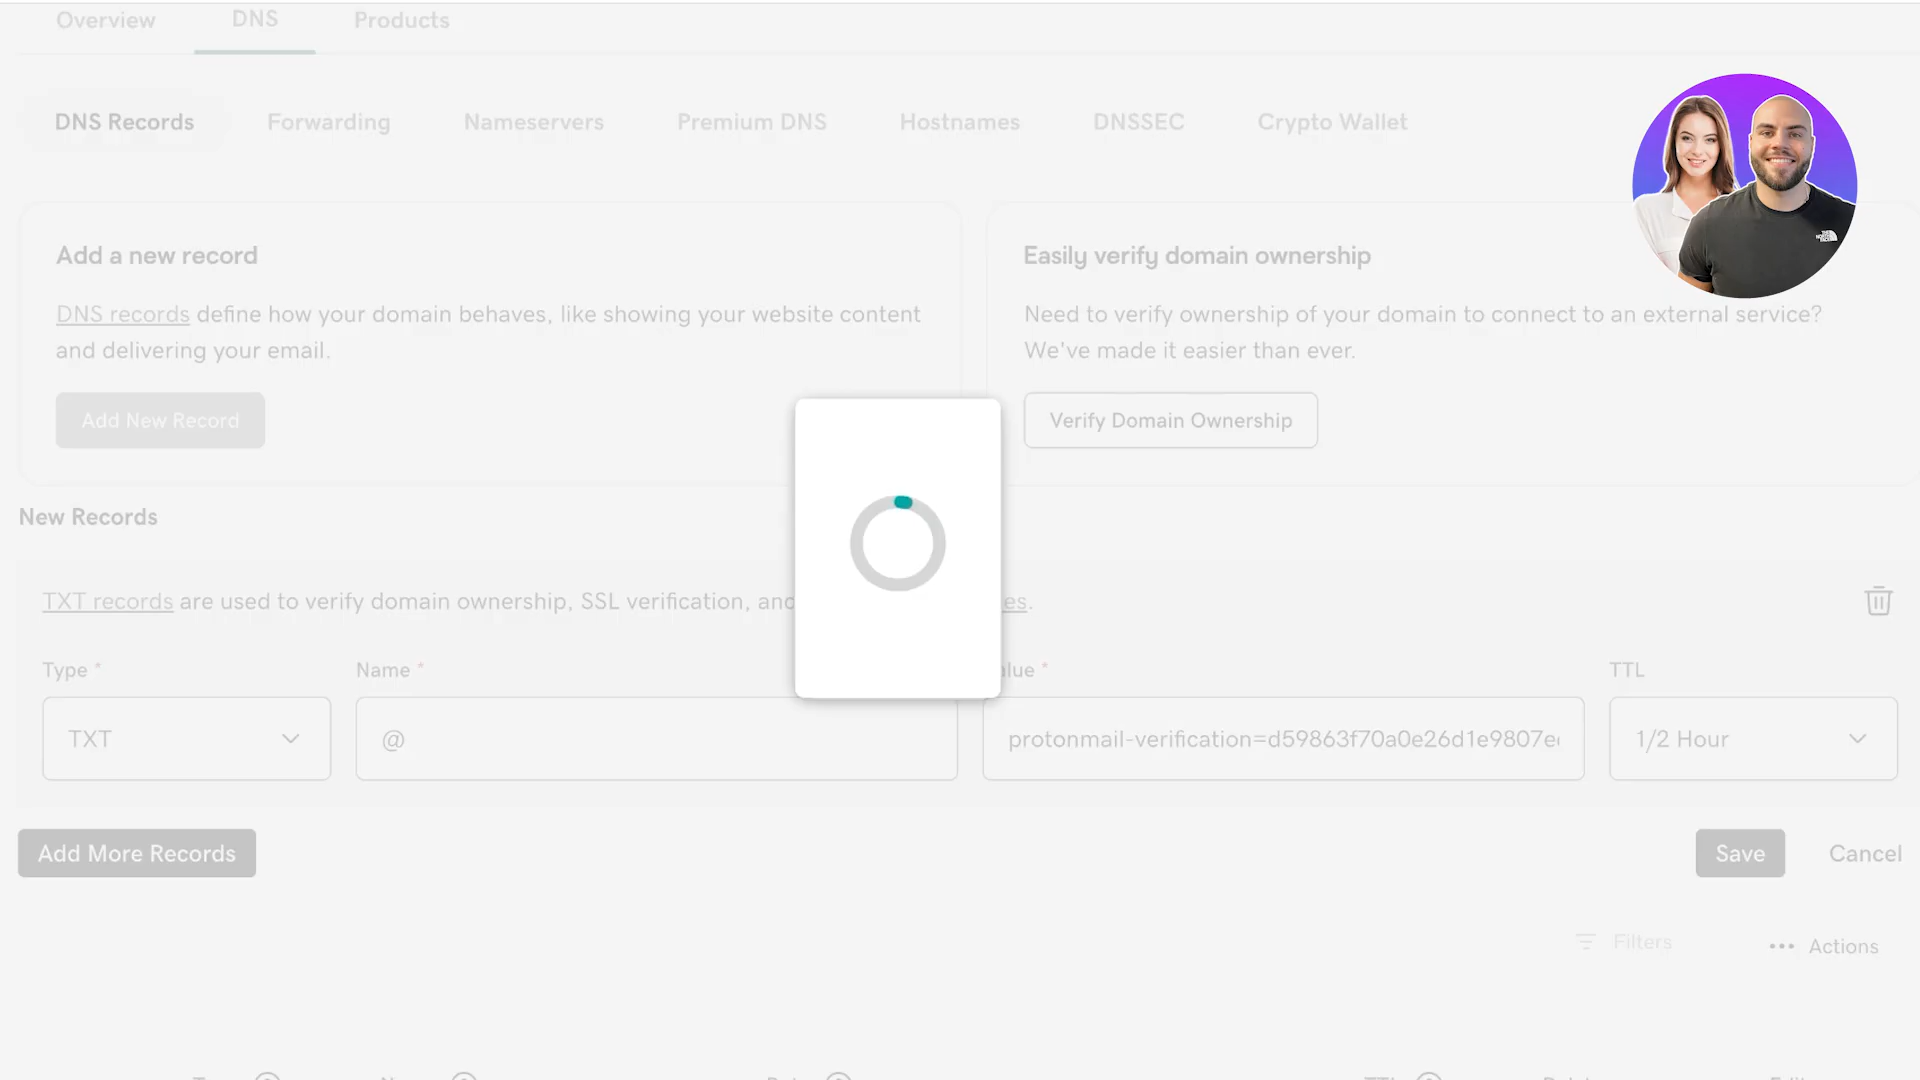 Overview DNS Products
DNS Records Forwarding Nameservers Premium DNS Hostnames DNSSEC Crypto Wallet
Add a new record
DNS records define how your domain behaves, like showing your website content
and delivering your email.
Add New Record
Easily verify domain ownership
Need to verify ownership of your domain to connect to an external service?
We've made it easier than ever.
Verify Domain Ownership
New Records
TXT records are used to verify domain ownership, SSL verification, and
es.
Type * Name * alue * TTL
TXT @ protonmail-verification=d59863f70a0e26d1e9807e 1/2 Hour
Add More Records Save Cancel
Filters Actions